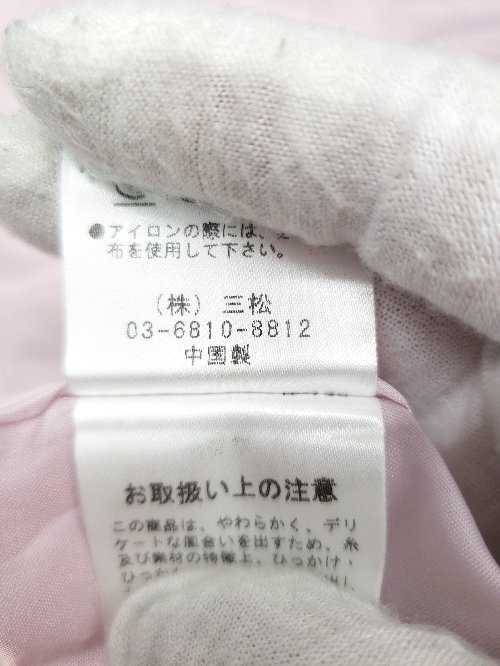 ●アイロンの際には、
布を使用して下さい。
（株）三松
03-6810-8812
中国製
お取扱い上の注意
この商品は、やわらかく、デリ
ケートな風合いを出すため、糸
及び素材の特徴上、ひっかけ・